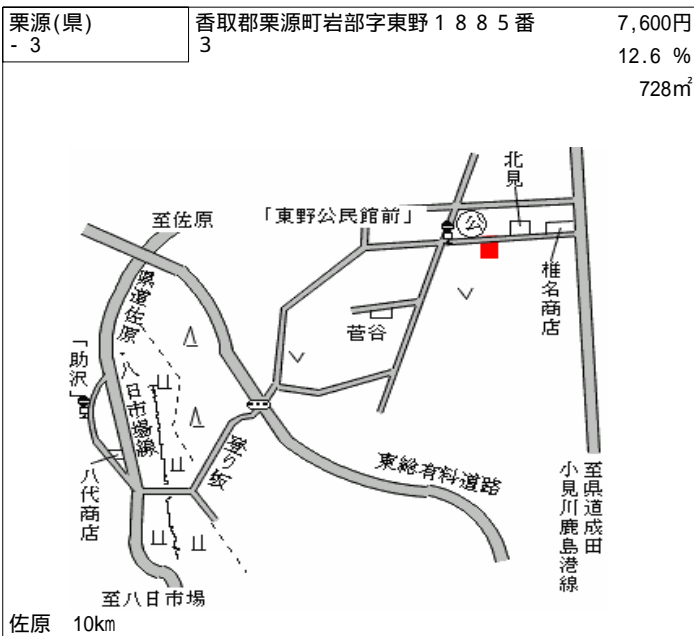 栗源(県)
- 3
香取郡栗源町岩部字東野１８８５番
3
7,600円
12.6 %
728㎡
北見
至佐原
「東野公民館前」
公
椎名商店
県道佐原・八日市場線
菅谷
「助沢」
登り坂
東総有料道路
八代商店
至県道成田
小見川鹿島港線
至八日市場
佐原 10km